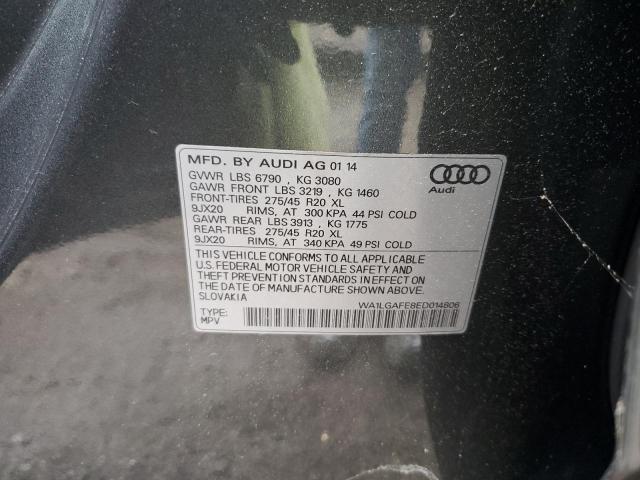 MFD. BY AUDI AG 01 14
GVWR LBS 6790 , KG 3080
GAWR FRONT LBS 3219 , KG 1460
FRONT-TIRES 275/45 R20 XL
9JX20 RIMS, AT 300 KPA 44 PSI COLD
GAWR REAR LBS 3913 , KG 1775
REAR-TIRES 275/45 R20 XL
9JX20 RIMS, AT 340 KPA 49 PSI COLD
Audi
THIS VEHICLE CONFORMS TO ALL APPLICABLE
U.S. FEDERAL MOTOR VEHICLE SAFETY AND
THEFT PREVENTION STANDARDS IN EFFECT ON
THE DATE OF MANUFACTURE SHOWN ABOVE.
SLOVAKIA
WA1LGAFE8ED014806
TYPE:
MPV